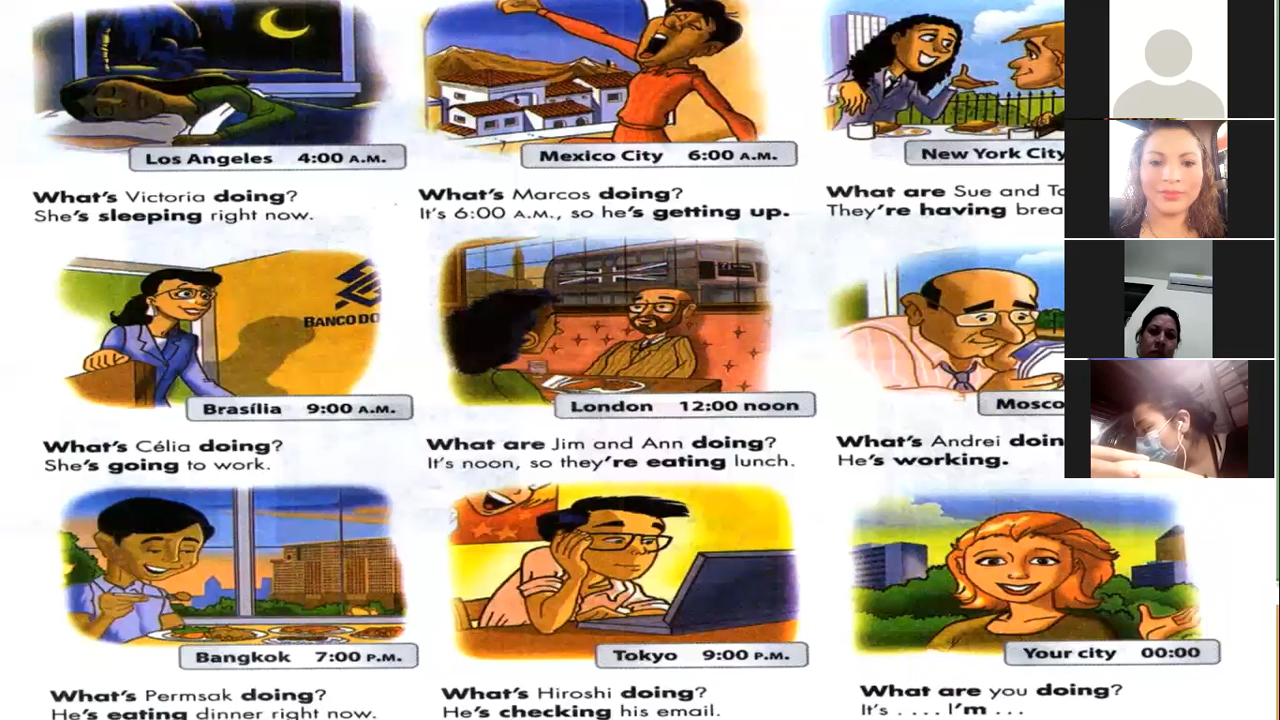 Los Angeles 4:00 A.M.
What's Victoria doing?
She's sleeping right now.
Mexico City 6:00 A.M.
What's Marcos doing?
It's 6:00 A.M., so he's getting up.
New York City
What are Sue and To
They're having brea
BANCO DO
Brasília 9:00 A.M.
What's Célia doing?
She's going to work.
London 12:00 noon
What are Jim and Ann doing?
It's noon, so they're eating lunch.
Mosco
What's Andrei doin
He's working.
Bangkok 7:00 P.M.
What's Permsak doing?
He's eating dinner right now.
Tokyo 9:00 P.M.
What's Hiroshi doing?
He's checking his email.
Your city 00:00
What are you doing?
It's .... I'm ...